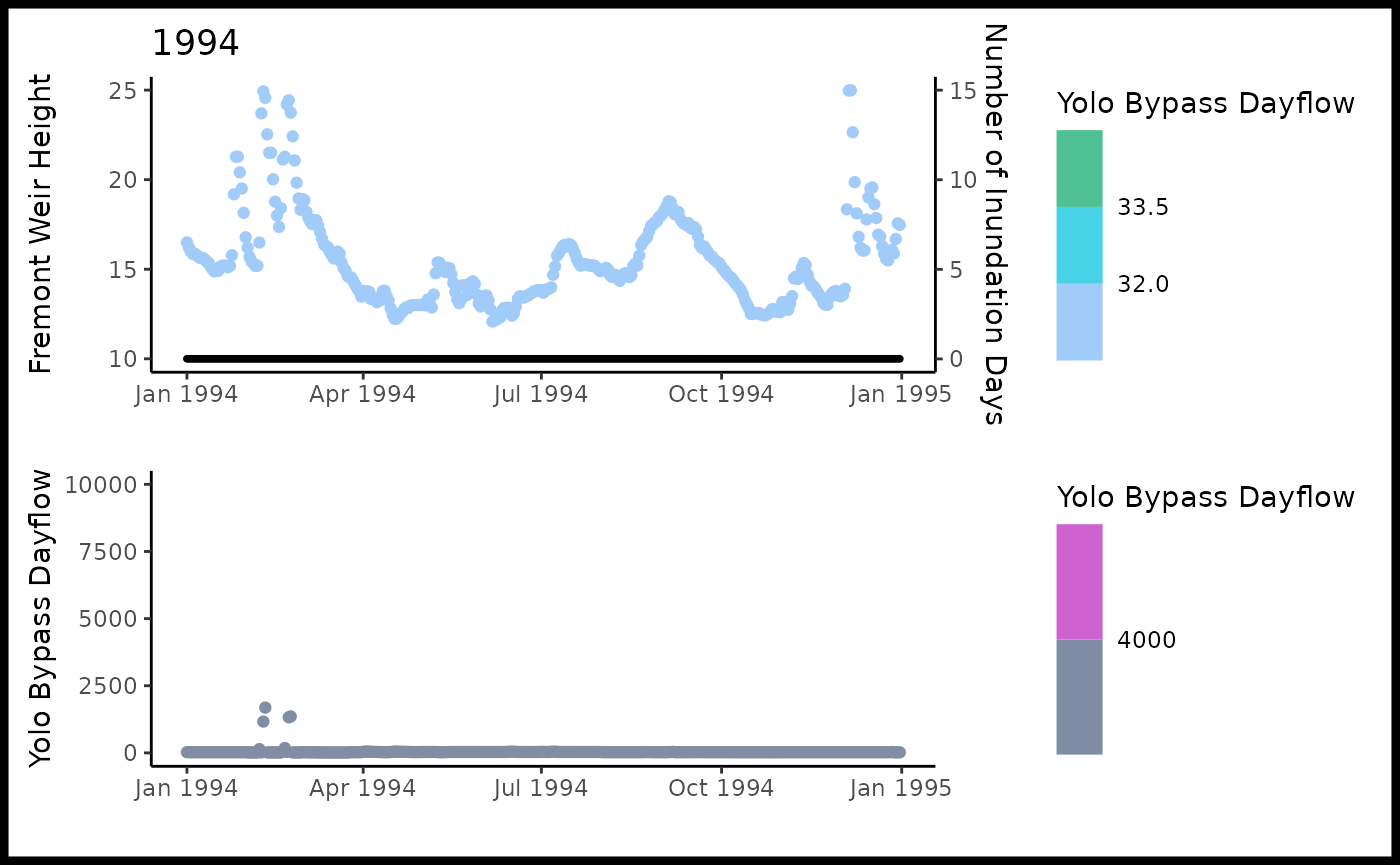 1994
Fremont Weir Height
25
20
15
10
15
10
5
0
Number of Inundation Days
Jan 1994
Apr 1994
Jul 1994
Oct 1994
Jan 1995
Yolo Bypass Dayflow
33.5
32.0
Yolo Bypass Dayflow
10000
7500
5000
2500
0
Jan 1994
Apr 1994
Jul 1994
Oct 1994
Jan 1995
Yolo Bypass Dayflow
4000